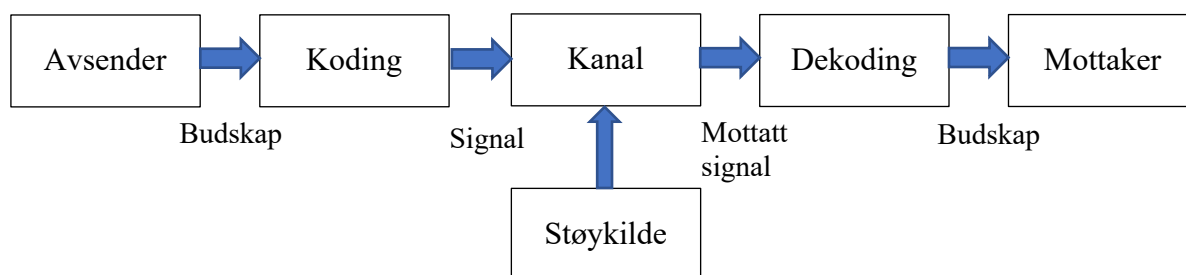 Avsender
Koding
Kanal
Dekoding
Mottaker
Budskap
Signal
Mottatt
signal
Budskap
Støykilde